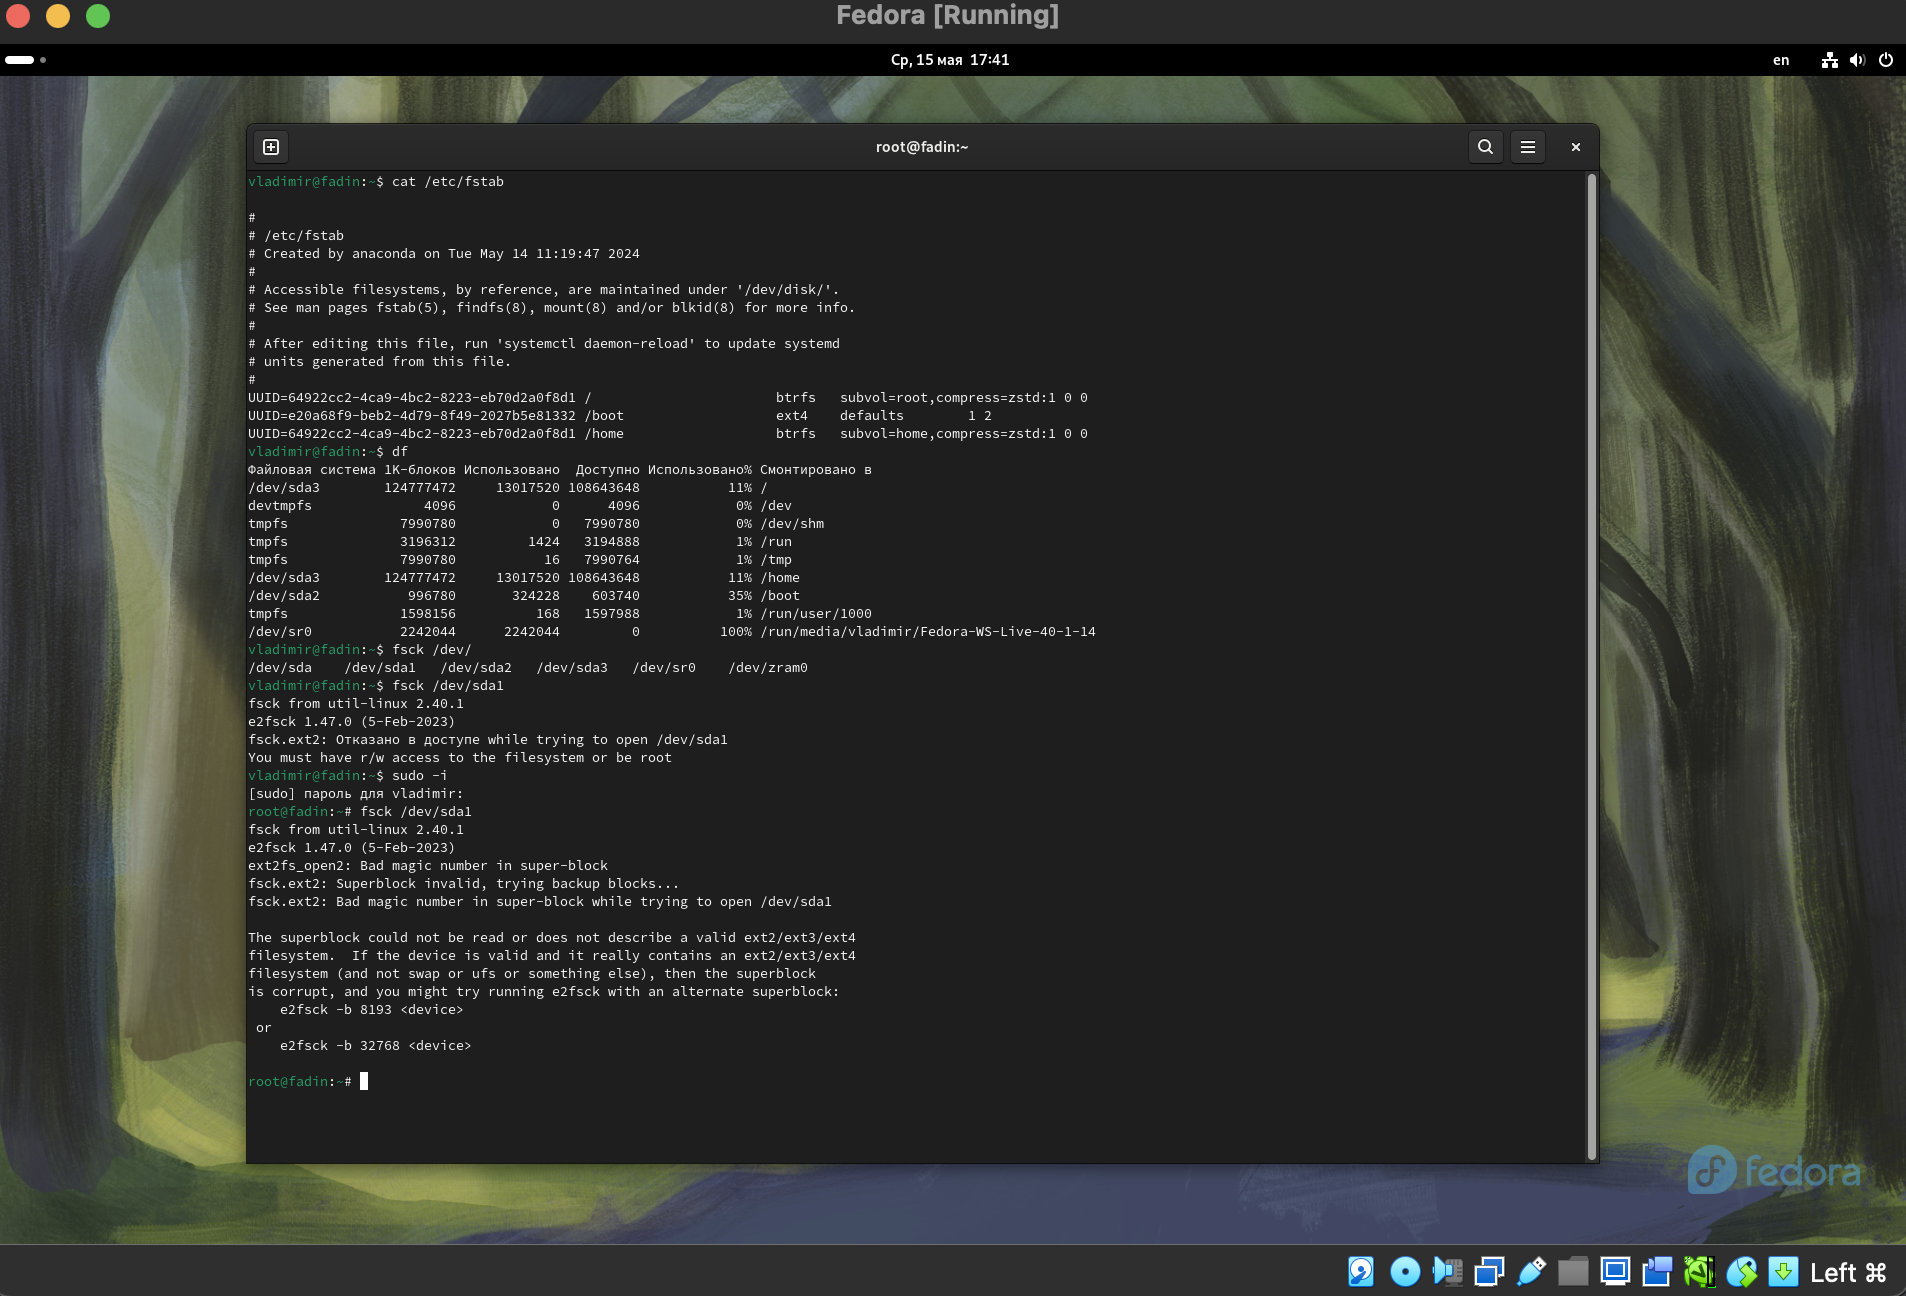 Fedora [Running]
Ср, 15 мая 17:41
en
root@fadin:~
vladimir@fadin:~$ cat /etc/fstab
#
# /etc/fstab
# Created by anaconda on Tue May 14 11:19:47 2024
#
# Accessible filesystems, by reference, are maintained under '/dev/disk/'.
# See man pages fstab(5), findfs(8), mount(8) and/or blkid(8) for more info.
#
# After editing this file, run 'systemctl daemon-reload' to update systemd
# units generated from this file.
#
UUID=64922cc2-4ca9-4bc2-8223-eb70d2a0f8d1 / btrfs subvol=root,compress=zstd:1 0 0
UUID=e20a68f9-beb2-4d79-8f49-2027b5e81332 /boot ext4 defaults 1 2
UUID=64922cc2-4ca9-4bc2-8223-eb70d2a0f8d1 /home btrfs subvol=home,compress=zstd:1 0 0
vladimir@fadin:~$ df
Файловая система 1K-блоков Использовано Доступно Использовано% Смонтировано в
/dev/sda3 124777472 13017520 108643648 11% /
devtmpfs 4096 0 4096 0% /dev
tmpfs 7990780 0 7990780 0% /dev/shm
tmpfs 3196312 1424 3194888 1% /run
tmpfs 7990780 16 7990764 1% /tmp
/dev/sda3 124777472 13017520 108643648 11% /home
/dev/sda2 996780 324228 603740 35% /boot
tmpfs 1598156 168 1597988 1% /run/user/1000
/dev/sr0 2242044 2242044 0 100% /run/media/vladimir/Fedora-WS-Live-40-1-14
vladimir@fadin:~$ fsck /dev/
/dev/sda /dev/sda1 /dev/sda2 /dev/sda3 /dev/sr0 /dev/zram0
vladimir@fadin:~$ fsck /dev/sda1
fsck from util-linux 2.40.1
e2fsck 1.47.0 (5-Feb-2023)
fsck.ext2: Отказано в доступе while trying to open /dev/sda1
You must have r/w access to the filesystem or be root
vladimir@fadin:~$ sudo -i
[sudo] пароль для vladimir:
root@fadin:~# fsck /dev/sda1
fsck from util-linux 2.40.1
e2fsck 1.47.0 (5-Feb-2023)
ext2fs_open2: Bad magic number in super-block
fsck.ext2: Superblock invalid, trying backup blocks...
fsck.ext2: Bad magic number in super-block while trying to open /dev/sda1
The superblock could not be read or does not describe a valid ext2/ext3/ext4
filesystem.  If the device is valid and it really contains an ext2/ext3/ext4
filesystem (and not swap or ufs or something else), then the superblock
is corrupt, and you might try running e2fsck with an alternate superblock:
e2fsck -b 8193 <device>
or
e2fsck -b 32768 <device>
root@fadin:~#
fedora
Left ⌘